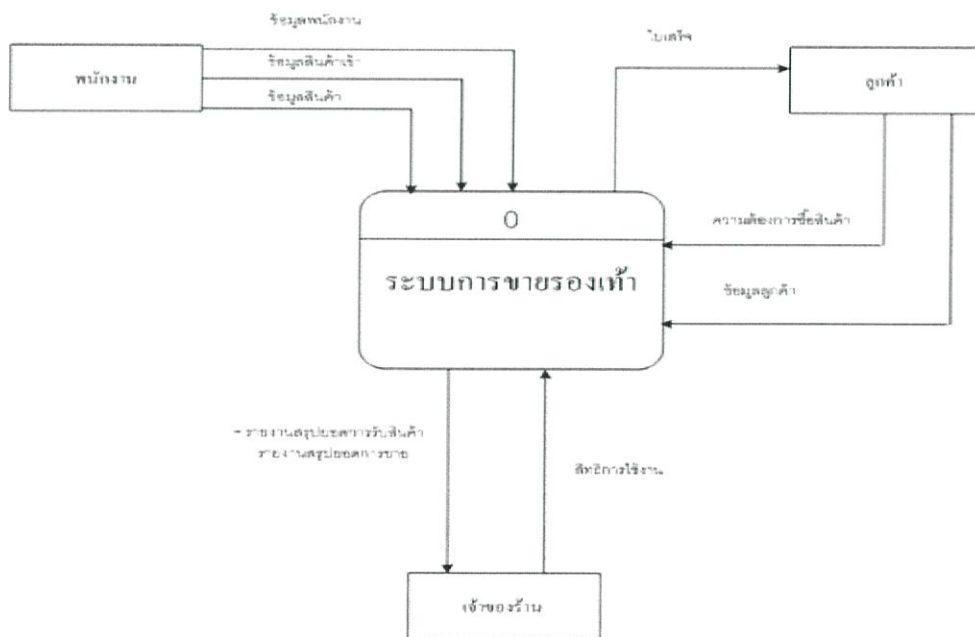 ข้อมูลพนักงาน
ใบเสร็จ
ข้อมูลสินค้าเข้า
พนักงาน
ลูกค้า
ข้อมูลสินค้า
0
ความต้องการซื้อสินค้า
ระบบการขายรองเท้า
ข้อมูลลูกค้า
- รายงานสรุปยอดการรับสินค้า
รายงานสรุปยอดการขาย
สิทธิการใช้งาน
เจ้าของร้าน